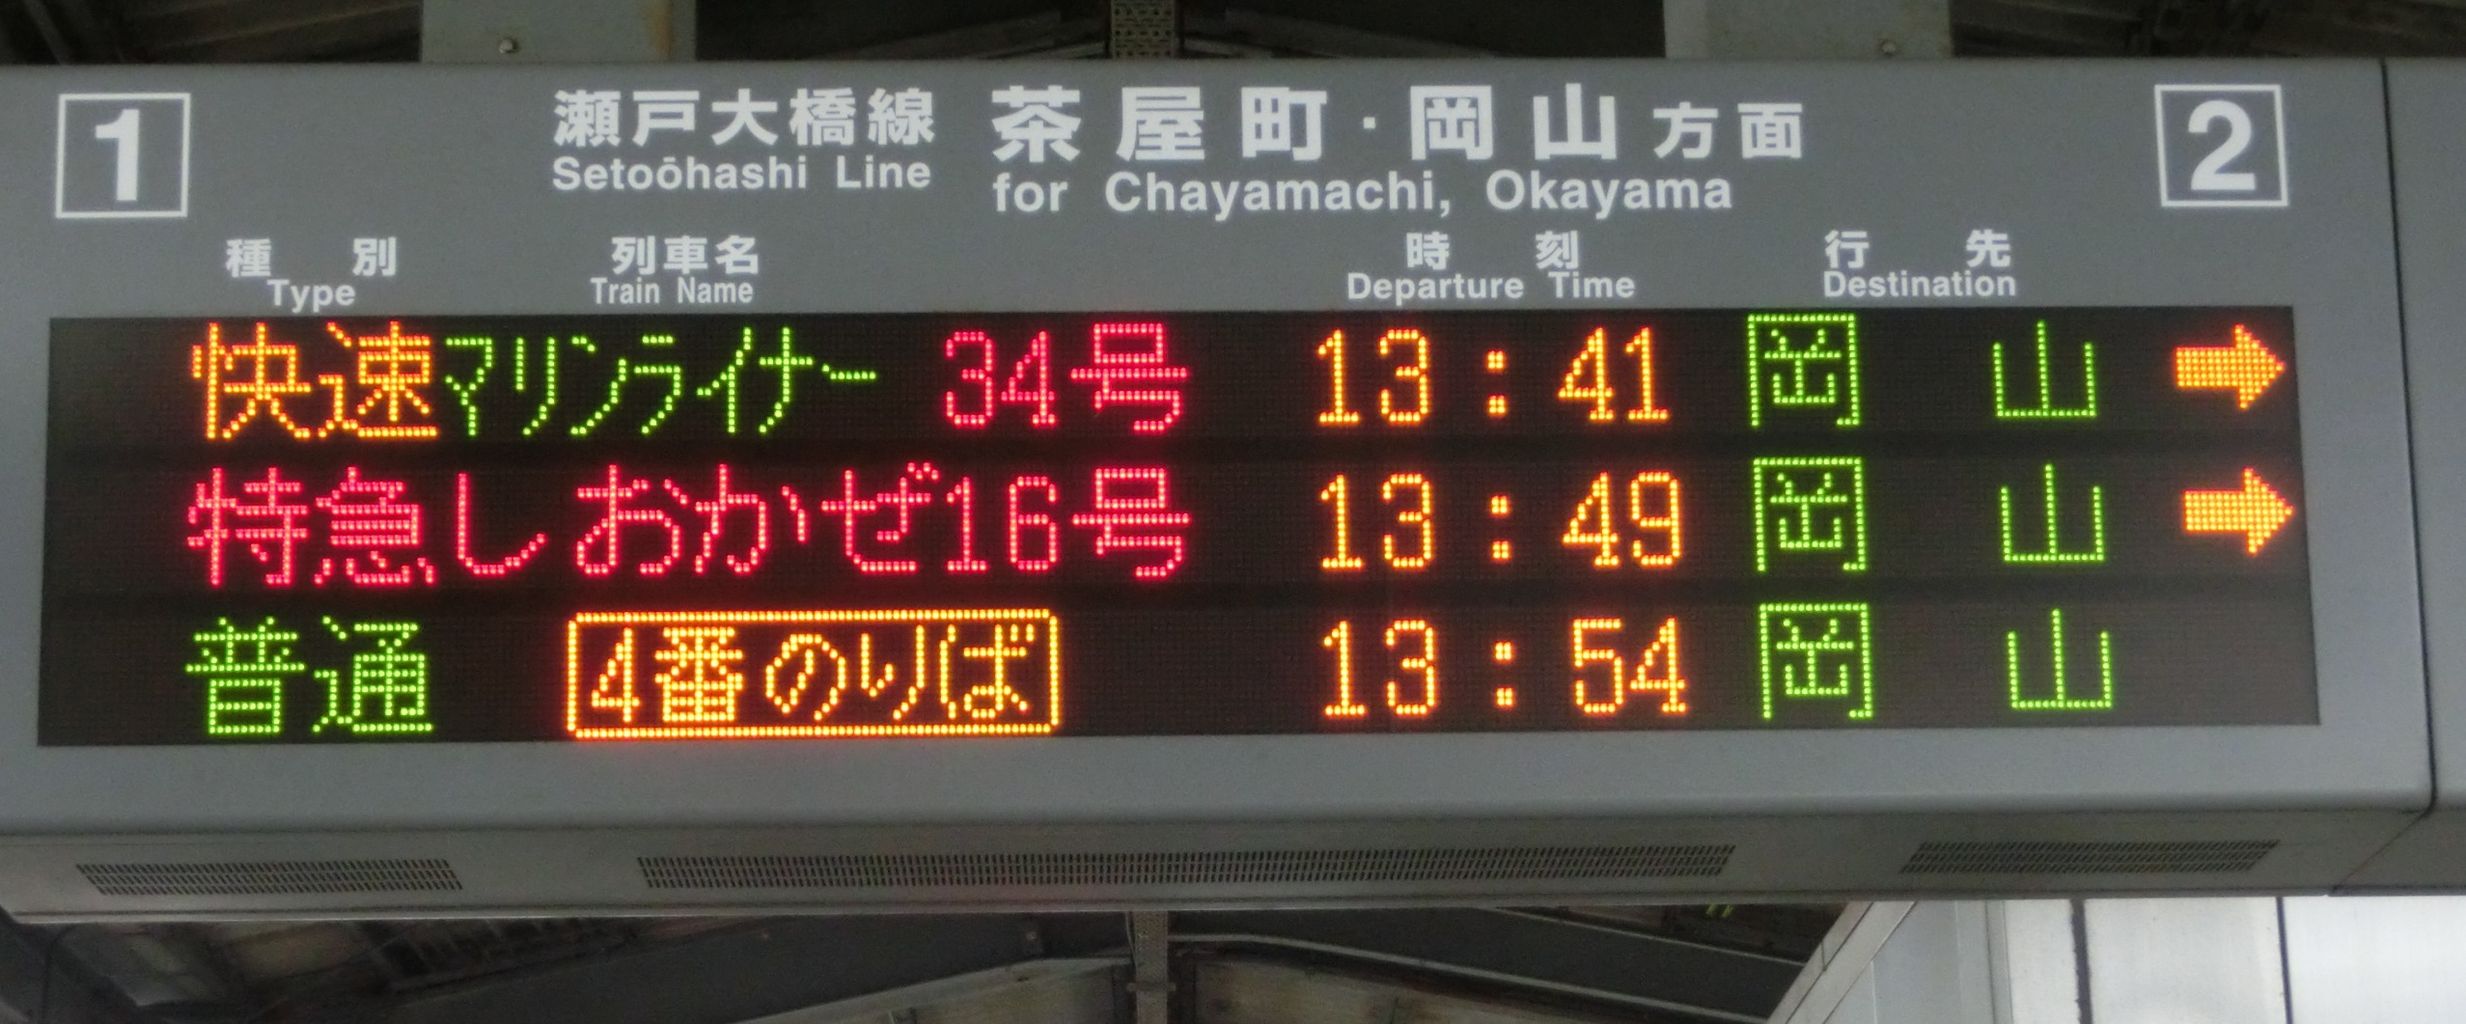 1 瀬戸大橋線 茶屋町・岡山方面 2
Setoōhashi Line for Chayamachi, Okayama
種別 列車名 時刻 行先
Type Train Name Departure Time Destination
快速 マリンライナー 34号 13:41 岡山 ➡
特急 しおかぜ16号 13:49 岡山 ➡
普通 4番のりば 13:54 岡山